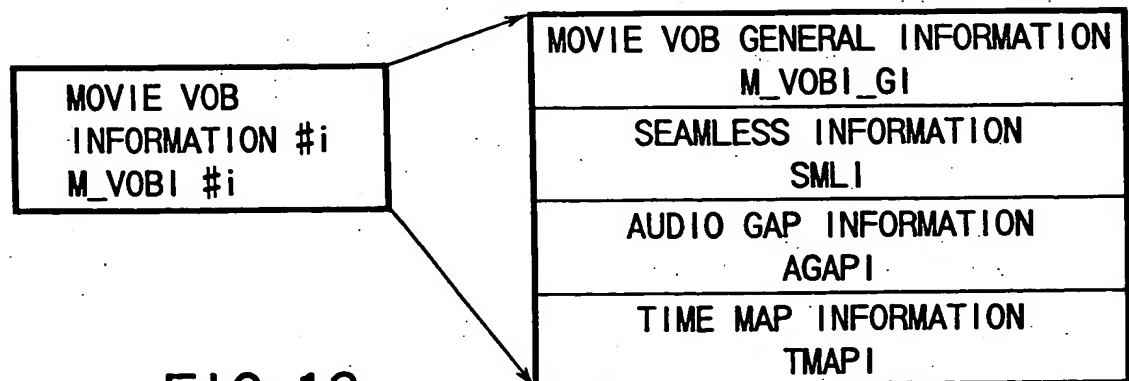 MOVIE VOB
INFORMATION #i
M_VOBI #i
MOVIE VOB GENERAL INFORMATION
M_VOBI_GI
SEAMLESS INFORMATION
SMLI
AUDIO GAP INFORMATION
AGAPI
TIME MAP INFORMATION
TMAPI